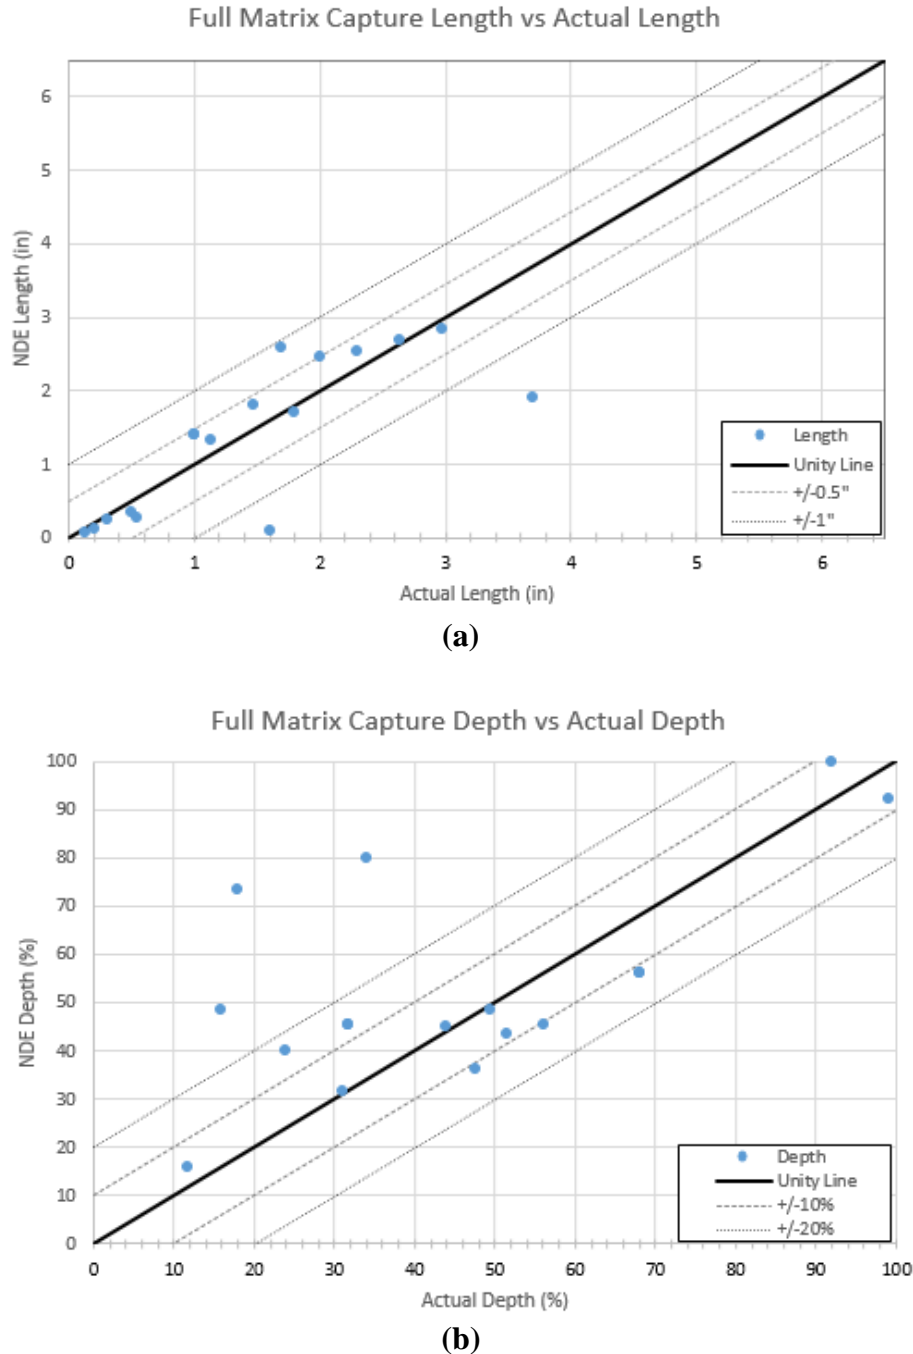 Full Matrix Capture Length vs Actual Length
6
5
4
3
2
1
0
NDE Length (in)
0 1 2 3 4 5 6
Actual Length (in)
Length
Unity Line
+/-0.5"
+/-1"
(a)
Full Matrix Capture Depth vs Actual Depth
100
90
80
70
60
50
40
30
20
10
0
NDE Depth (%)
0 10 20 30 40 50 60 70 80 90 100
Actual Depth (%)
Depth
Unity Line
+/-10%
+/-20%
(b)